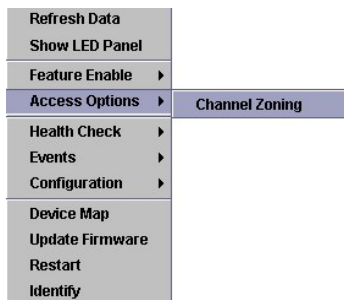 Refresh Data
Show LED Panel
Feature Enable
Access Options
Channel Zoning
Health Check
Events
Configuration
Device Map
Update Firmware
Restart
Identify